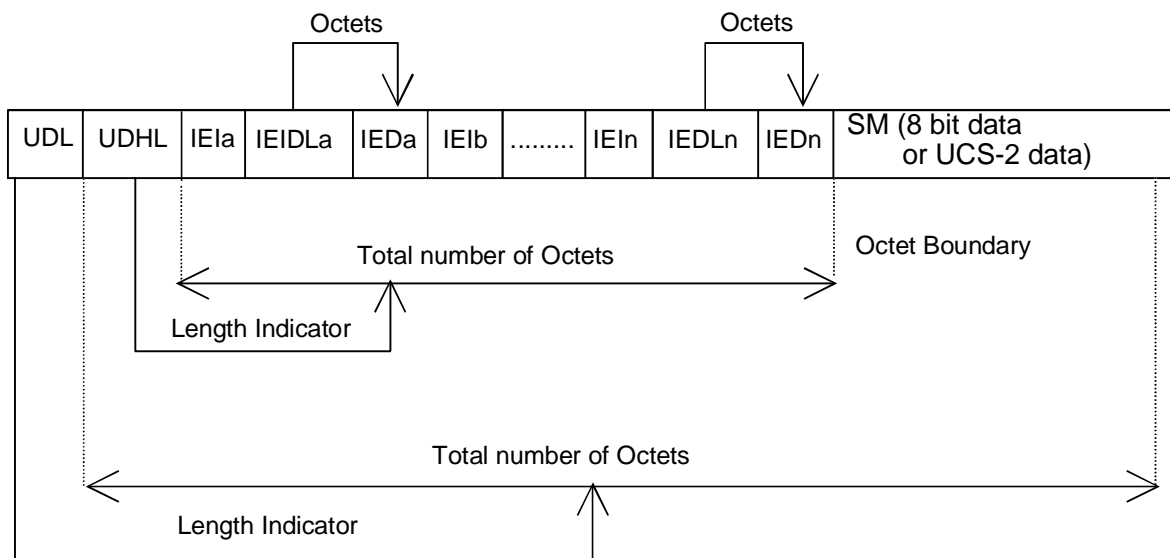 Octets
Octets
UDL UDHL IEIa IEIDLa IEDa IEIb ......... IEIn IEDLn IEDn SM (8 bit data
or UCS-2 data)
Total number of Octets
Octet Boundary
Length Indicator
Total number of Octets
Length Indicator